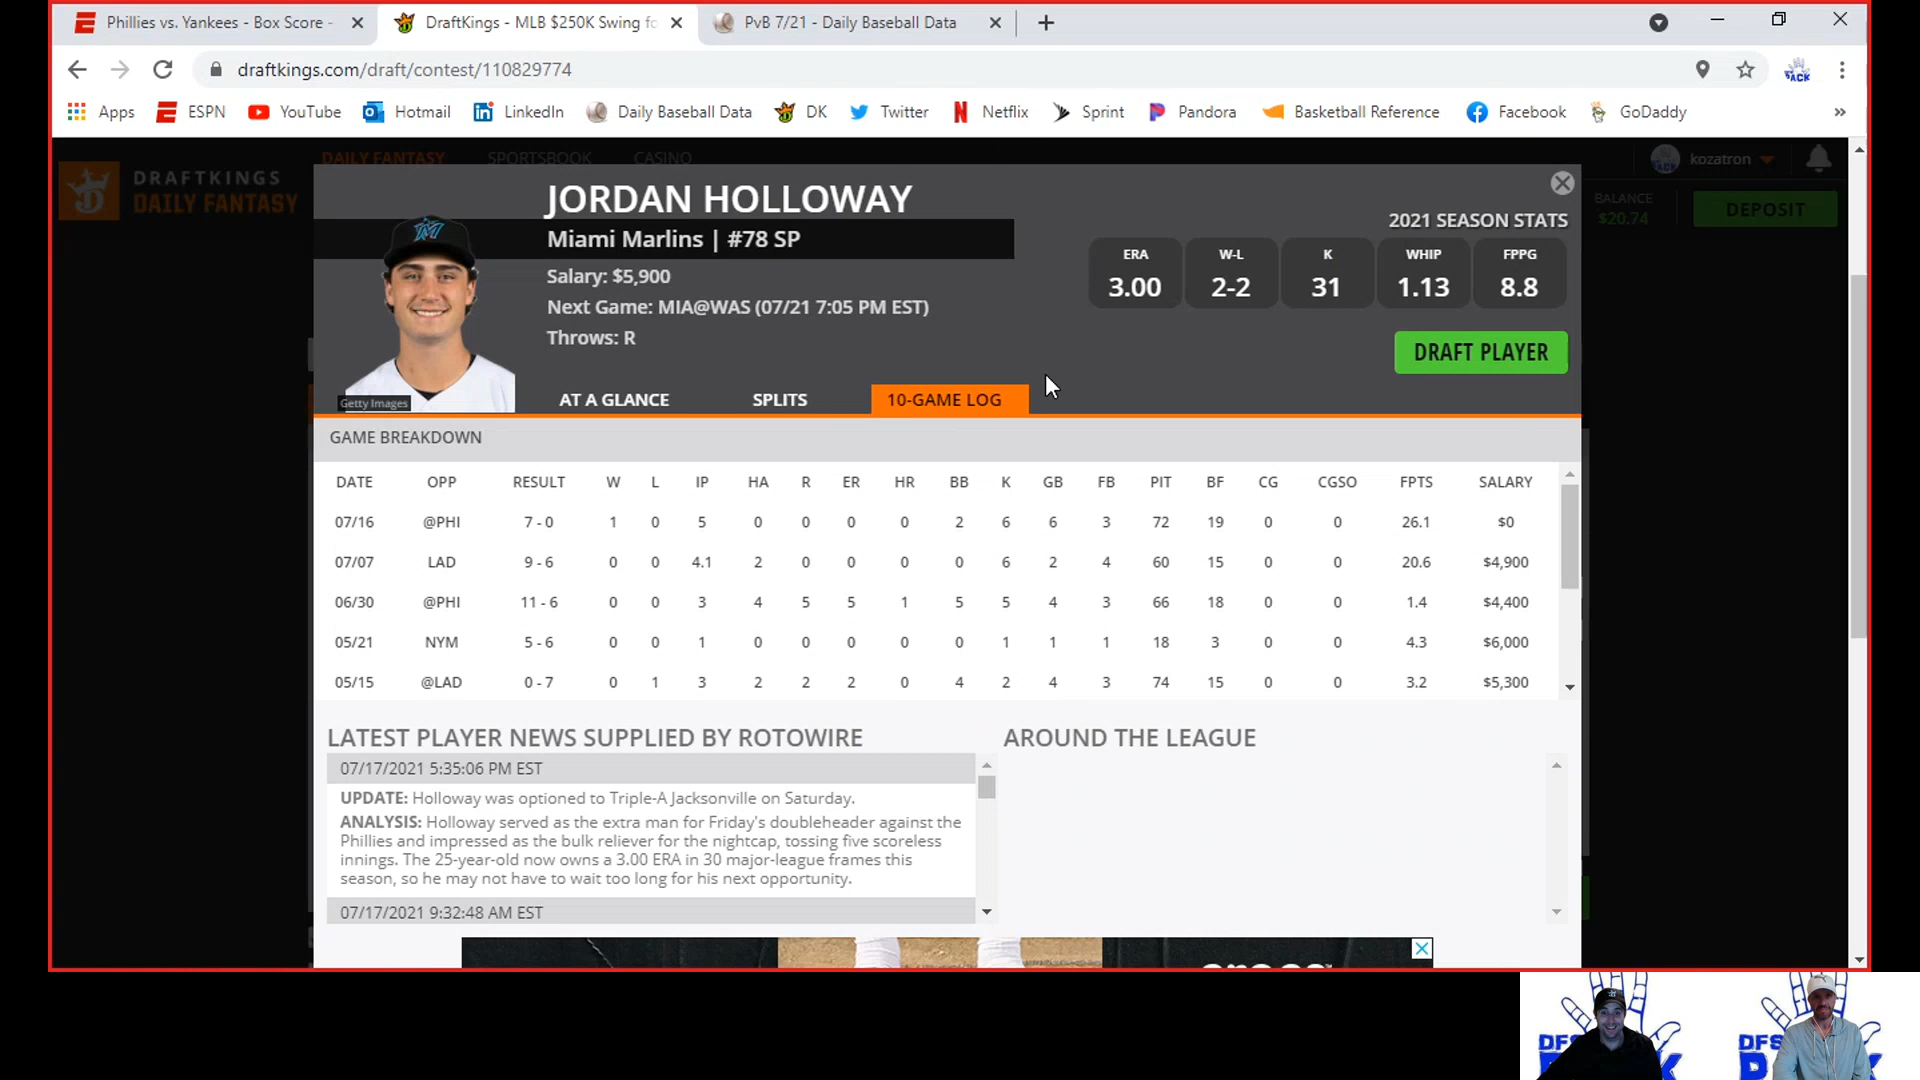 Phillies vs. Yankees - Box Score -
DraftKings - MLB $250K Swing fo
PvB 7/21 - Daily Baseball Data
draftkings.com/draft/contest/110829774
Apps ESPN YouTube Hotmail LinkedIn Daily Baseball Data DK Twitter Netflix Sprint Pandora Basketball Reference Facebook GoDaddy »
DRAFTKINGS
DAILY FANTASY
DAILY FANTASY SPORTSBOOK CASINO
kozatron
BALANCE
$20.74
DEPOSIT
JORDAN HOLLOWAY
Miami Marlins | #78 SP
Salary: $5,900
Next Game: MIA@WAS (07/21 7:05 PM EST)
Throws: R
Getty Images
2021 SEASON STATS
ERA W-L K WHIP FPPG
3.00 2-2 31 1.13 8.8
DRAFT PLAYER
AT A GLANCE SPLITS 10-GAME LOG
GAME BREAKDOWN
DATE OPP RESULT W L IP HA R ER HR BB K GB FB PIT BF CG CGSO FPTS SALARY
07/16 @PHI 7 - 0 1 0 5 0 0 0 0 2 6 6 3 72 19 0 0 26.1 $0
07/07 LAD 9 - 6 0 0 4.1 2 0 0 0 0 6 2 4 60 15 0 0 20.6 $4,900
06/30 @PHI 11 - 6 0 0 3 4 5 5 1 5 5 4 3 66 18 0 0 1.4 $4,400
05/21 NYM 5 - 6 0 0 1 0 0 0 0 0 1 1 1 18 3 0 0 4.3 $6,000
05/15 @LAD 0 - 7 0 1 3 2 2 2 0 4 2 4 3 74 15 0 0 3.2 $5,300
LATEST PLAYER NEWS SUPPLIED BY ROTOWIRE
07/17/2021 5:35:06 PM EST
UPDATE: Holloway was optioned to Triple-A Jacksonville on Saturday.
ANALYSIS: Holloway served as the extra man for Friday's doubleheader against the
Phillies and impressed as the bulk reliever for the nightcap, tossing five scoreless
innings. The 25-year-old now owns a 3.00 ERA in 30 major-league frames this
season, so he may not have to wait too long for his next opportunity.
07/17/2021 9:32:48 AM EST
AROUND THE LEAGUE